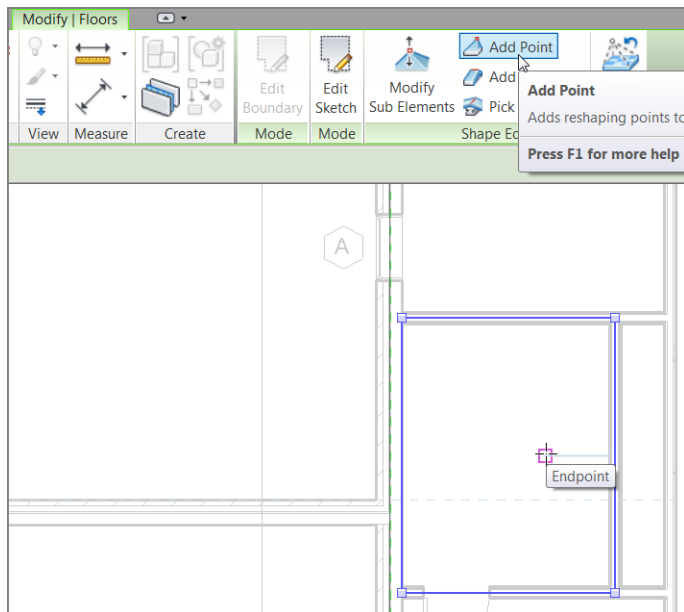 Modify | Floors
Edit
Boundary
Edit
Sketch
Modify
Sub Elements
Add Point
Add
Pick
View
Measure
Create
Mode
Mode
Shape Ed
Add Point
Adds reshaping points to
Press F1 for more help
A
Endpoint